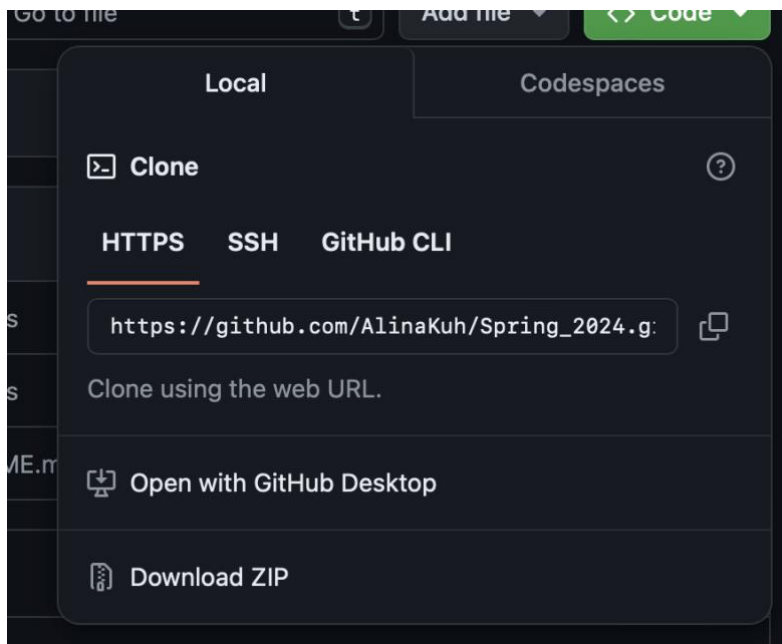 Go to file t Add file Code
Local Codespaces
Clone
HTTPS SSH GitHub CLI
https://github.com/AlinaKuh/Spring_2024.g
s
Clone using the web URL.
s
ME.m
Open with GitHub Desktop
Download ZIP